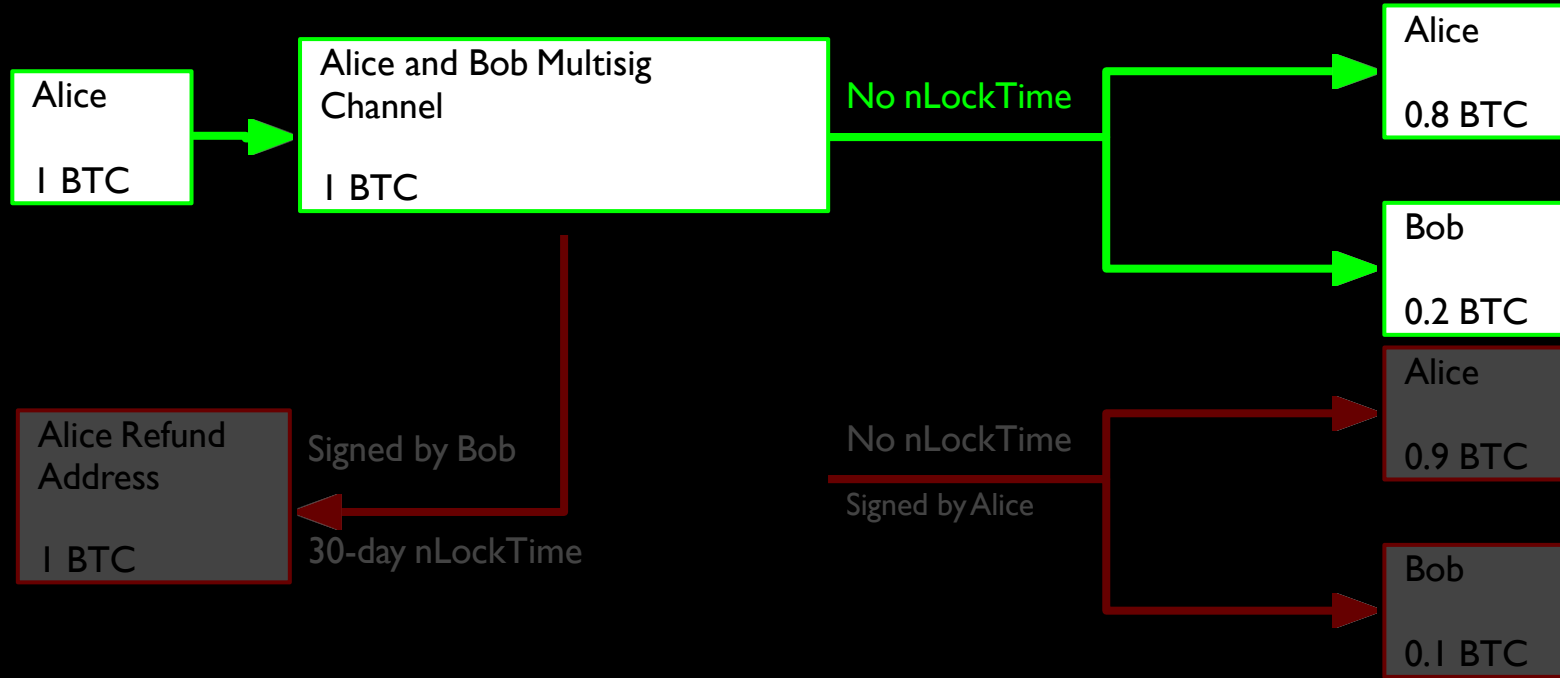 Alice
1 BTC
Alice and Bob Multisig
Channel
1 BTC
No nLockTime
Alice
0.8 BTC
Bob
0.2 BTC
Alice Refund
Address
1 BTC
Signed by Bob
30-day nLockTime
No nLockTime
Signed by Alice
Alice
0.9 BTC
Bob
0.1 BTC